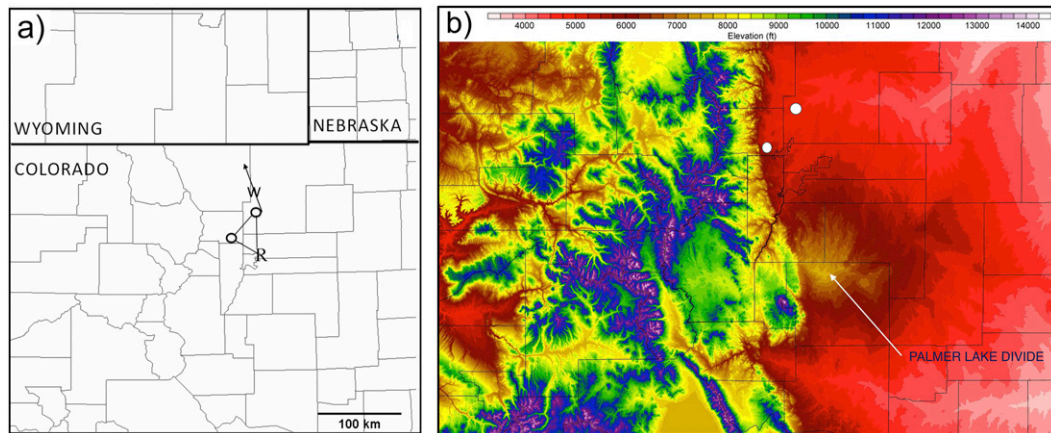 a)
WYOMING
NEBRASKA
COLORADO
W
R
100 km
b)
4000 5000 6000 7000 8000 9000 10000 11000 12000 13000 14000
Elevation (ft)
PALMER LAKE DIVIDE